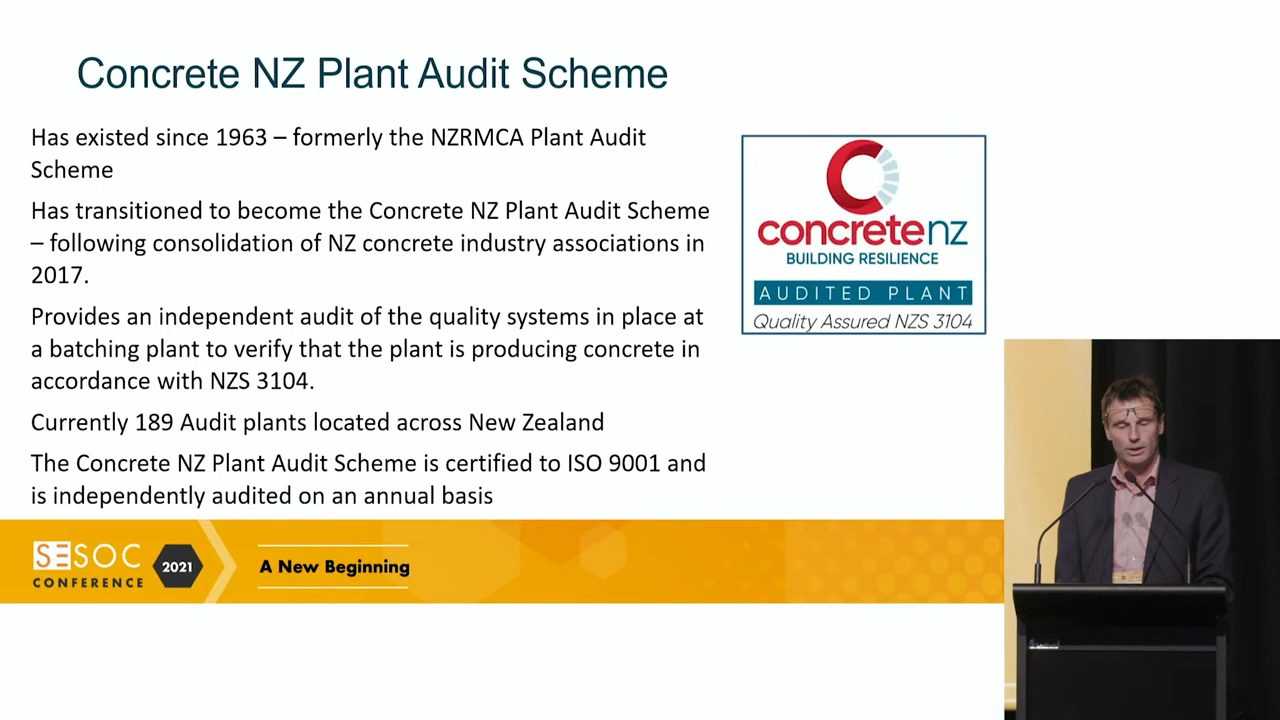 Concrete NZ Plant Audit Scheme
Has existed since 1963 – formerly the NZRMCA Plant Audit
Scheme
Has transitioned to become the Concrete NZ Plant Audit Scheme
– following consolidation of NZ concrete industry associations in
2017.
Provides an independent audit of the quality systems in place at
a batching plant to verify that the plant is producing concrete in
accordance with NZS 3104.
Currently 189 Audit plants located across New Zealand
The Concrete NZ Plant Audit Scheme is certified to ISO 9001 and
is independently audited on an annual basis
concretenz
BUILDING RESILIENCE
AUDITED PLANT
Quality Assured NZS 3104
SESOC
CONFERENCE
2021
A New Beginning